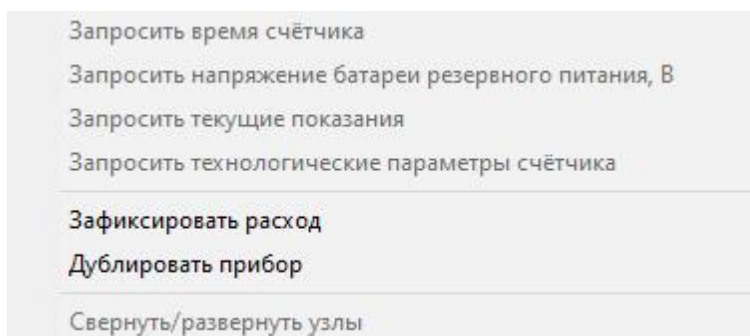 Запросить время счётчика
Запросить напряжение батареи резервного питания, В
Запросить текущие показания
Запросить технологические параметры счётчика
Зафиксировать расход
Дублировать прибор
Свернуть/развернуть узлы